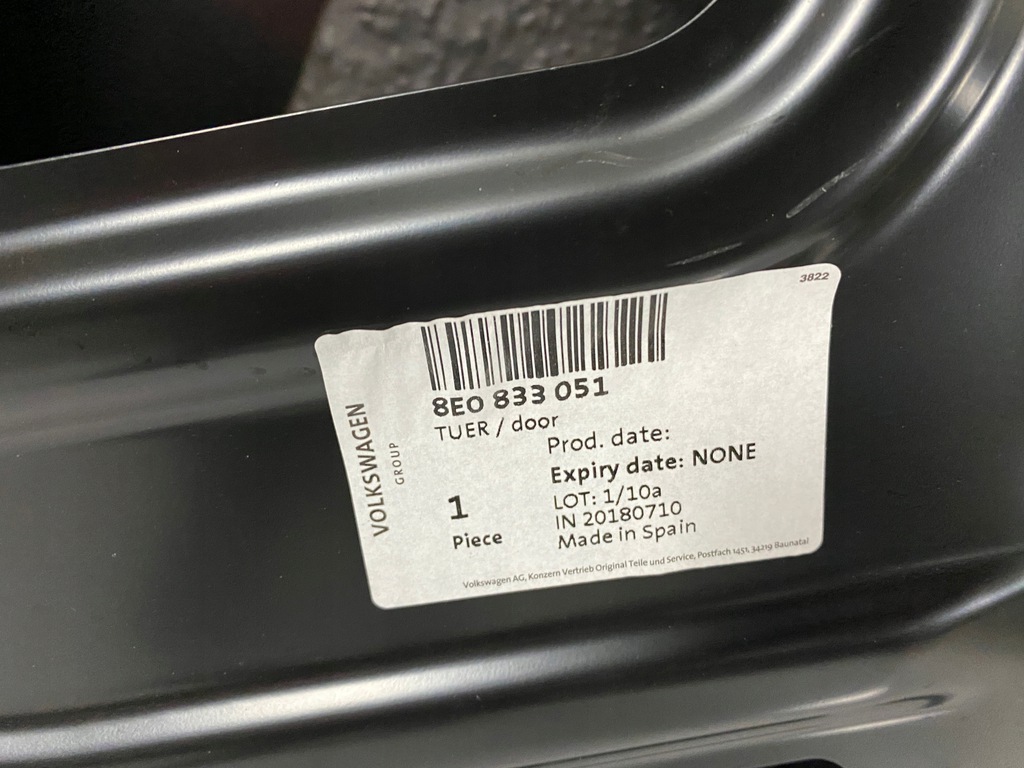 3822
8E0 833 051
TUER / door
Prod. date:
Expiry date: NONE
LOT: 1/10a
IN 20180710
Made in Spain
1
Piece
VOLKSWAGEN
GROUP
Volkswagen AG, Konzern Vertrieb Original Teile und Service, Postfach 1451, 34219 Baunatal